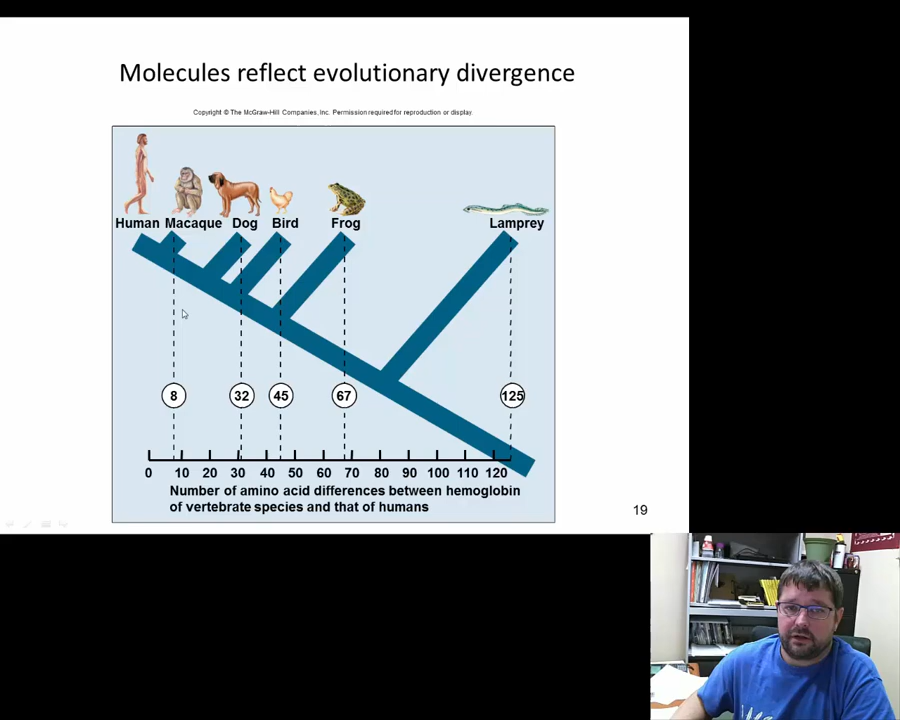 Molecules reflect evolutionary divergence
Copyright © The McGraw-Hill Companies, Inc. Permission required for reproduction or display.
Human Macaque Dog Bird Frog Lamprey
8 32 45 67 125
0 10 20 30 40 50 60 70 80 90 100 110 120
Number of amino acid differences between hemoglobin
of vertebrate species and that of humans
19